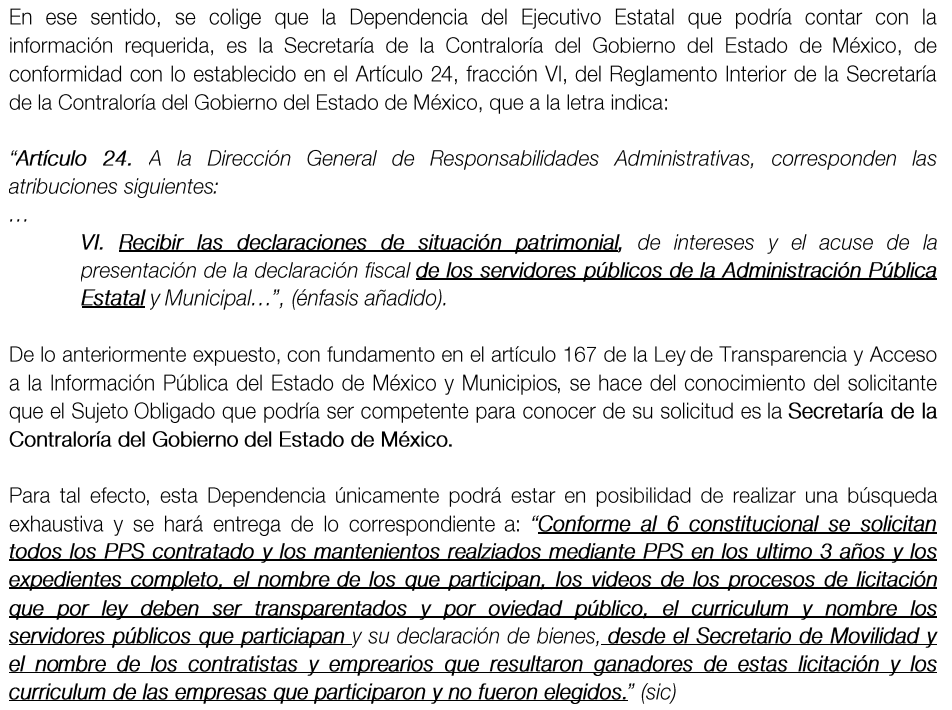 En ese sentido, se colige que la Dependencia del Ejecutivo Estatal que podría contar con la
información requerida, es la Secretaría de la Contraloría del Gobierno del Estado de México, de
conformidad con lo establecido en el Artículo 24, fracción VI, del Reglamento Interior de la Secretaría
de la Contraloría del Gobierno del Estado de México, que a la letra indica:
“Artículo 24. A la Dirección General de Responsabilidades Administrativas, corresponden las
atribuciones siguientes:
…
VI. Recibir las declaraciones de situación patrimonial, de intereses y el acuse de la
presentación de la declaración fiscal de los servidores públicos de la Administración Pública
Estatal y Municipal…”, (énfasis añadido).
De lo anteriormente expuesto, con fundamento en el artículo 167 de la Ley de Transparencia y Acceso
a la Información Pública del Estado de México y Municipios, se hace del conocimiento del solicitante
que el Sujeto Obligado que podría ser competente para conocer de su solicitud es la Secretaría de la
Contraloría del Gobierno del Estado de México.
Para tal efecto, esta Dependencia únicamente podrá estar en posibilidad de realizar una búsqueda
exhaustiva y se hará entrega de lo correspondiente a: “Conforme al 6 constitucional se solicitan
todos los PPS contratado y los mantenientos realziados mediante PPS en los ultimo 3 años y los
expedientes completo, el nombre de los que participan, los videos de los procesos de licitación
que por ley deben ser transparentados y por oviedad público, el curriculum y nombre los
servidores públicos que particiapan y su declaración de bienes, desde el Secretario de Movilidad y
el nombre de los contratistas y emprearios que resultaron ganadores de estas licitación y los
curriculum de las empresas que participaron y no fueron elegidos.” (sic)